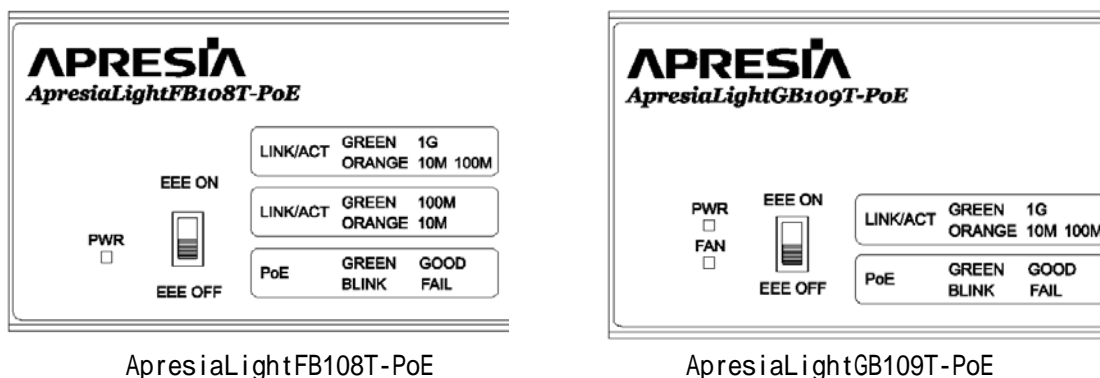 APRESIA
ApresiaLightFB108T-PoE
LINK/ACT GREEN 1G
ORANGE 10M 100M
EEE ON
LINK/ACT GREEN 100M
ORANGE 10M
PWR
PoE GREEN GOOD
BLINK FAIL
EEE OFF
ApresiaLightFB108T-PoE
APRESIA
ApresiaLightGB109T-PoE
PWR
FAN
EEE ON
EEE OFF
LINK/ACT GREEN 1G
ORANGE 10M 100M
PoE GREEN GOOD
BLINK FAIL
ApresiaLightGB109T-PoE